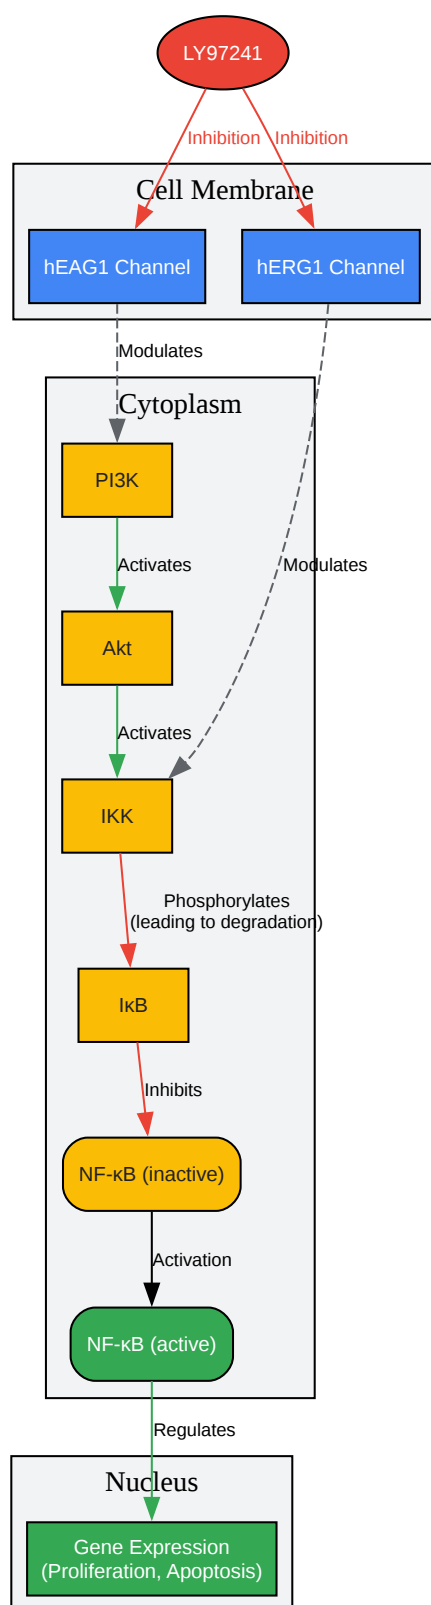 LY97241
Inhibition
Inhibition
Cell Membrane
hEAG1 Channel
hERG1 Channel
Modulates
Cytoplasm
PI3K
Activates
Modulates
Akt
Activates
IKK
Phosphorylates
(leading to degradation)
IκB
Inhibits
NF-κB (inactive)
Activation
NF-κB (active)
Regulates
Nucleus
Gene Expression
(Proliferation, Apoptosis)